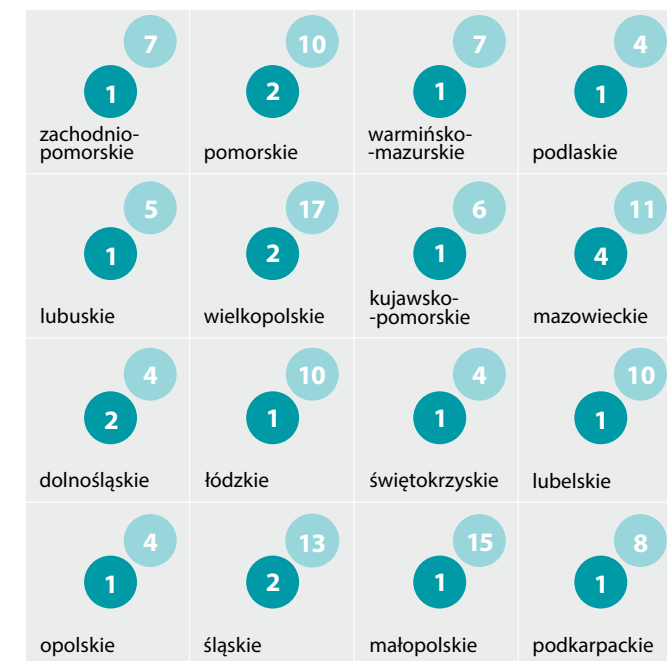 7
1
zachodnio-
pomorskie
10
2
pomorskie
7
1
warmińsko-
-mazurskie
4
1
podlaskie
5
1
lubuskie
17
2
wielkopolskie
6
1
kujawsko-
-pomorskie
11
4
mazowieckie
4
2
dolnośląskie
10
1
łódzkie
4
1
świętokrzyskie
10
1
lubelskie
4
1
opolskie
13
2
śląskie
15
1
małopolskie
8
1
podkarpackie